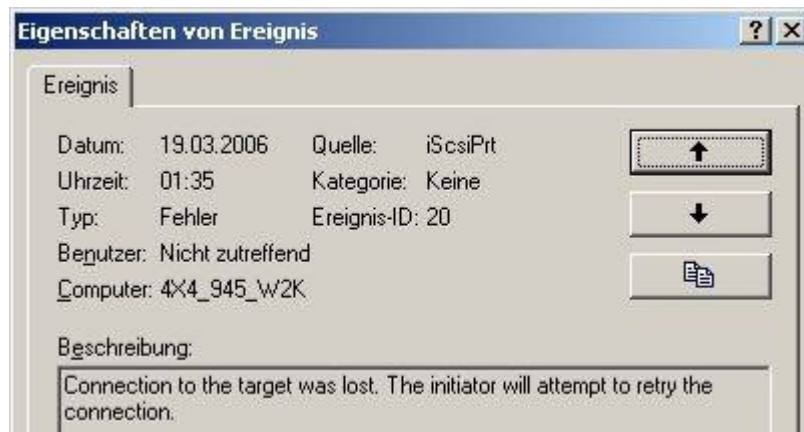 Eigenschaften von Ereignis
Ereignis
Datum: 19.03.2006 Quelle: iScsiPrt
Uhrzeit: 01:35 Kategorie: Keine
Typ: Fehler Ereignis-ID: 20
Benutzer: Nicht zutreffend
Computer: 4X4_945_W2K
Beschreibung:
Connection to the target was lost. The initiator will attempt to retry the
connection.